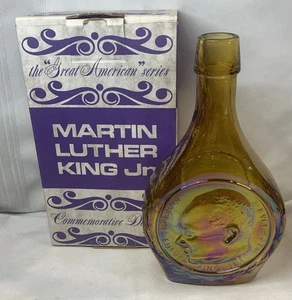 the "Great American" series
MARTIN
LUTHER
KING Jr
Commemorative D